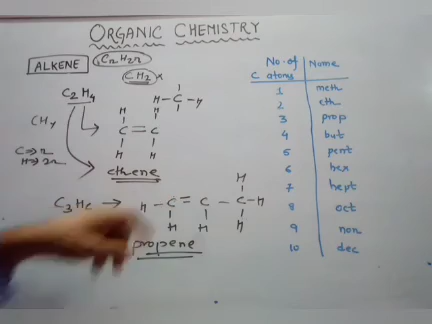 ORGANIC CHEMISTRY
ALKENE CnH2n
CH2 x
C2H4
H
H-C-H
CH4
H H
C=C
H H
C⇒n
H⇒2n
ethene
C3H6 →
H
H-C=C-C-H
H H H
propene
No. of C atoms Name
1 meth
2 eth
3 prop
4 but
5 pent
6 hex
7 hept
8 oct
9 non
10 dec